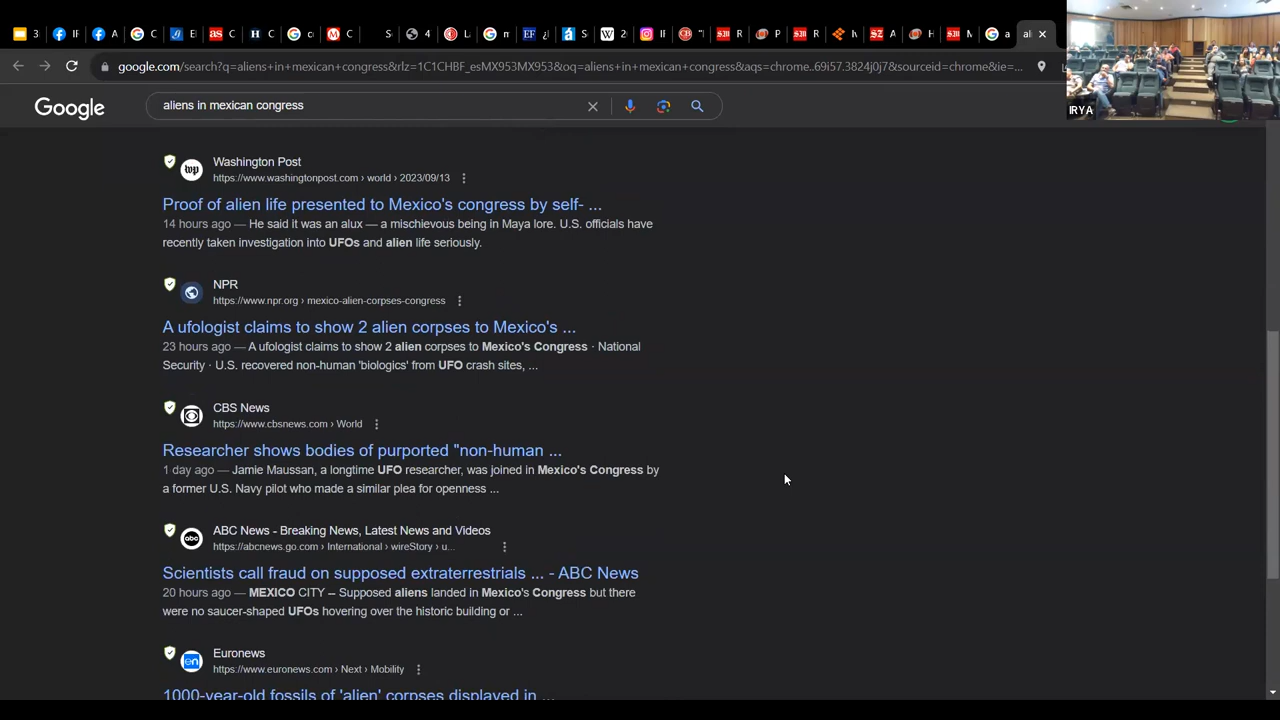 3
IF
A
C
B
C
C
C
S
4
L
m
¿I
S
2
I
"I
R
P
R
M
A
H
M
a
al
google.com/search?q=aliens+in+mexican+congress&rlz=1C1CHBF_esMX953MX953&oq=aliens+in+mexican+congress&aqs=chrome..69i57.3824j0j7&sourceid=chrome&ie=...
IRYA
Google
aliens in mexican congress
Washington Post
https://www.washingtonpost.com › world › 2023/09/13
Proof of alien life presented to Mexico's congress by self- ...
14 hours ago — He said it was an alux — a mischievous being in Maya lore. U.S. officials have
recently taken investigation into UFOs and alien life seriously.
NPR
https://www.npr.org › mexico-alien-corpses-congress
A ufologist claims to show 2 alien corpses to Mexico's ...
23 hours ago — A ufologist claims to show 2 alien corpses to Mexico's Congress · National
Security · U.S. recovered non-human 'biologics' from UFO crash sites, ...
CBS News
https://www.cbsnews.com › World
Researcher shows bodies of purported "non-human ...
1 day ago — Jamie Maussan, a longtime UFO researcher, was joined in Mexico's Congress by
a former U.S. Navy pilot who made a similar plea for openness ...
ABC News - Breaking News, Latest News and Videos
https://abcnews.go.com › International › wireStory › u...
Scientists call fraud on supposed extraterrestrials ... - ABC News
20 hours ago — MEXICO CITY -- Supposed aliens landed in Mexico's Congress but there
were no saucer-shaped UFOs hovering over the historic building or ...
Euronews
https://www.euronews.com › Next › Mobility
1000-year-old fossils of 'alien' corpses displayed in ...